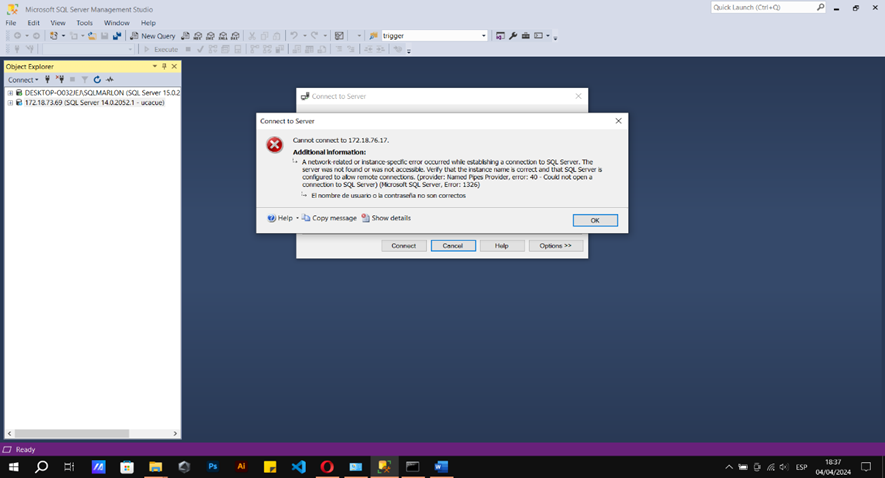 Microsoft SQL Server Management Studio
Quick Launch (Ctrl+Q)
File Edit View Tools Window Help
New Query
trigger
Execute
Object Explorer
Connect
DESKTOP-O032JEJ\SQLMARLON (SQL Server 15.0.2
172.18.73.69 (SQL Server 14.0.2052.1 - ucacue)
Connect to Server
Connect to Server
Cannot connect to 172.18.76.17.
Additional information:
A network-related or instance-specific error occurred while establishing a connection to SQL Server. The
server was not found or was not accessible. Verify that the instance name is correct and that SQL Server is
configured to allow remote connections. (provider: Named Pipes Provider, error: 40 - Could not open a
connection to SQL Server) (Microsoft SQL Server, Error: 1326)
El nombre de usuario o la contraseña no son correctos
Help Copy message Show details OK
Connect Cancel Help Options >>
Ready
Ps Ai
ESP
18:37
04/04/2024